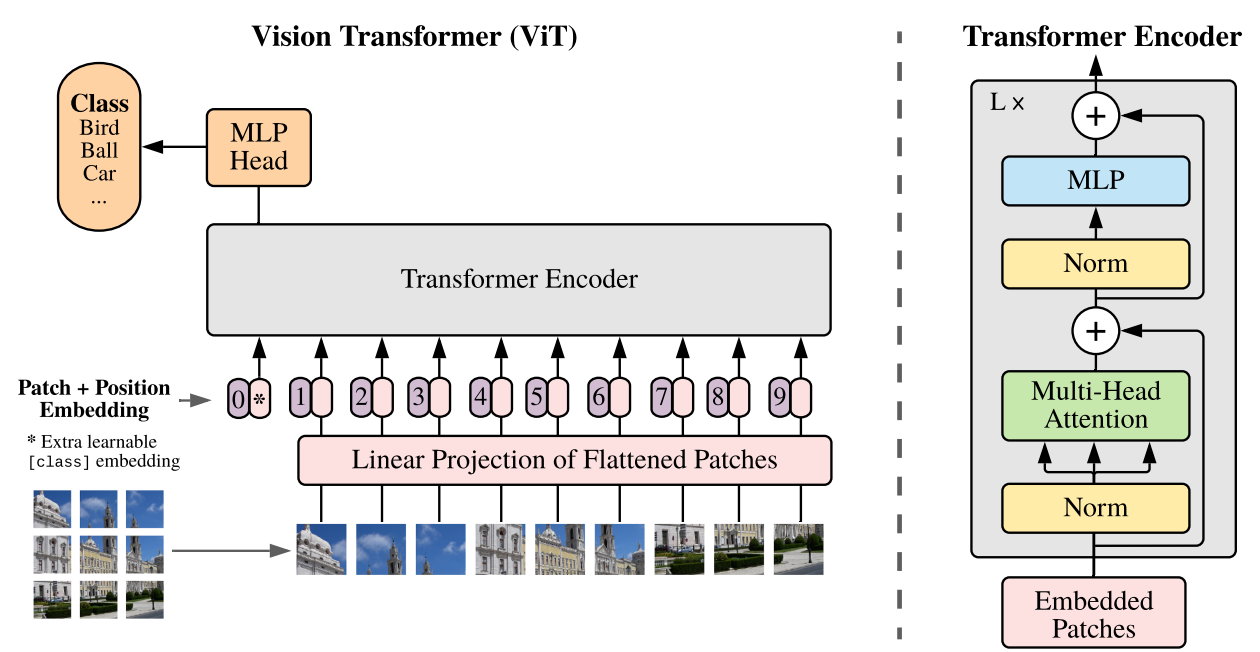 Vision Transformer (ViT)
Class
Bird
Ball
Car
...
MLP
Head
Transformer Encoder
Patch + Position
Embedding
0 * 1 2 3 4 5 6 7 8 9
* Extra learnable
[class] embedding
Linear Projection of Flattened Patches
Transformer Encoder
L ×
+
MLP
Norm
+
Multi-Head
Attention
Norm
Embedded
Patches